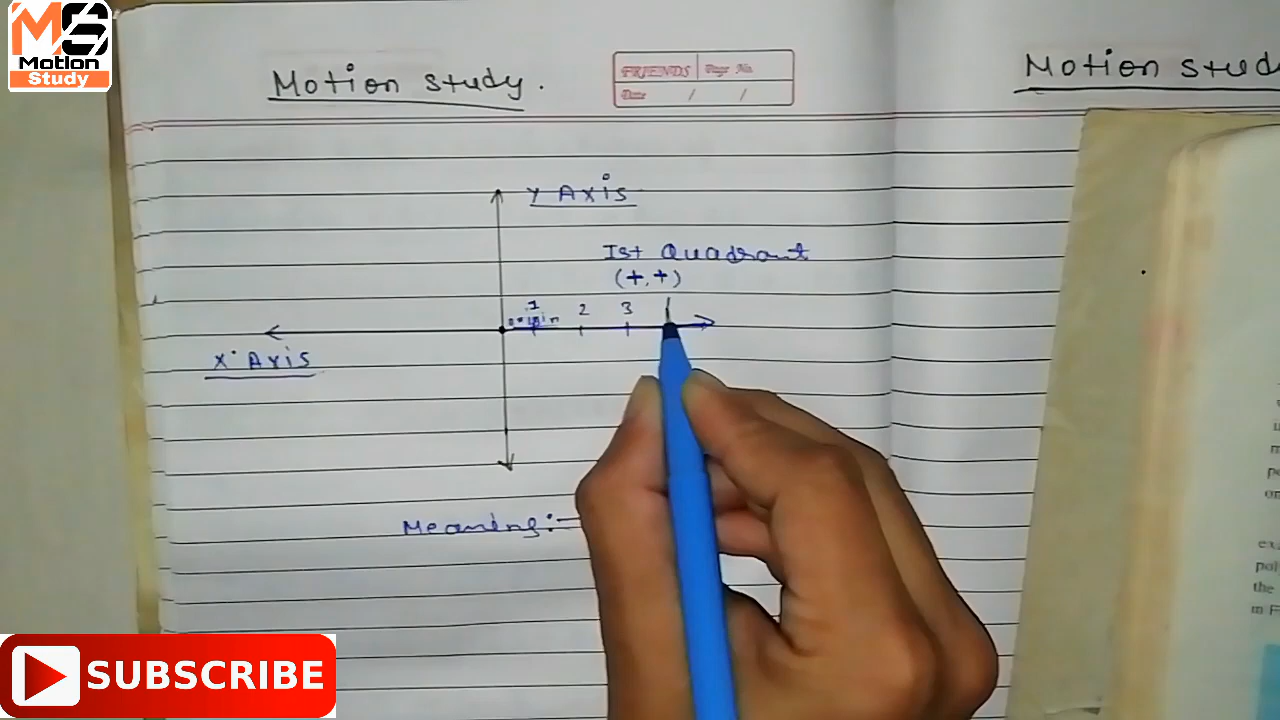 MS
Motion
Study
Motion study.
FRIENDS Page No.
Date / /
Motion stud
Y Axis
Ist Quadrant
(+,+)
1 2 3
origin
X Axis
Meaning:-
SUBSCRIBE